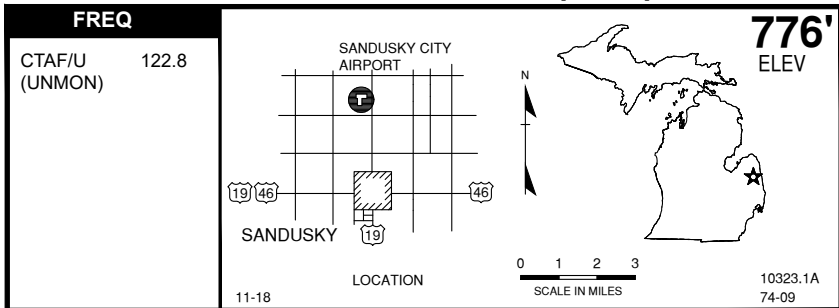 FREQ
CTAF/U 122.8
(UNMON)
SANDUSKY CITY
AIRPORT
T
19 46
46
SANDUSKY
19
LOCATION
11-18
N
0 1 2 3
SCALE IN MILES
776'
ELEV
10323.1A
74-09